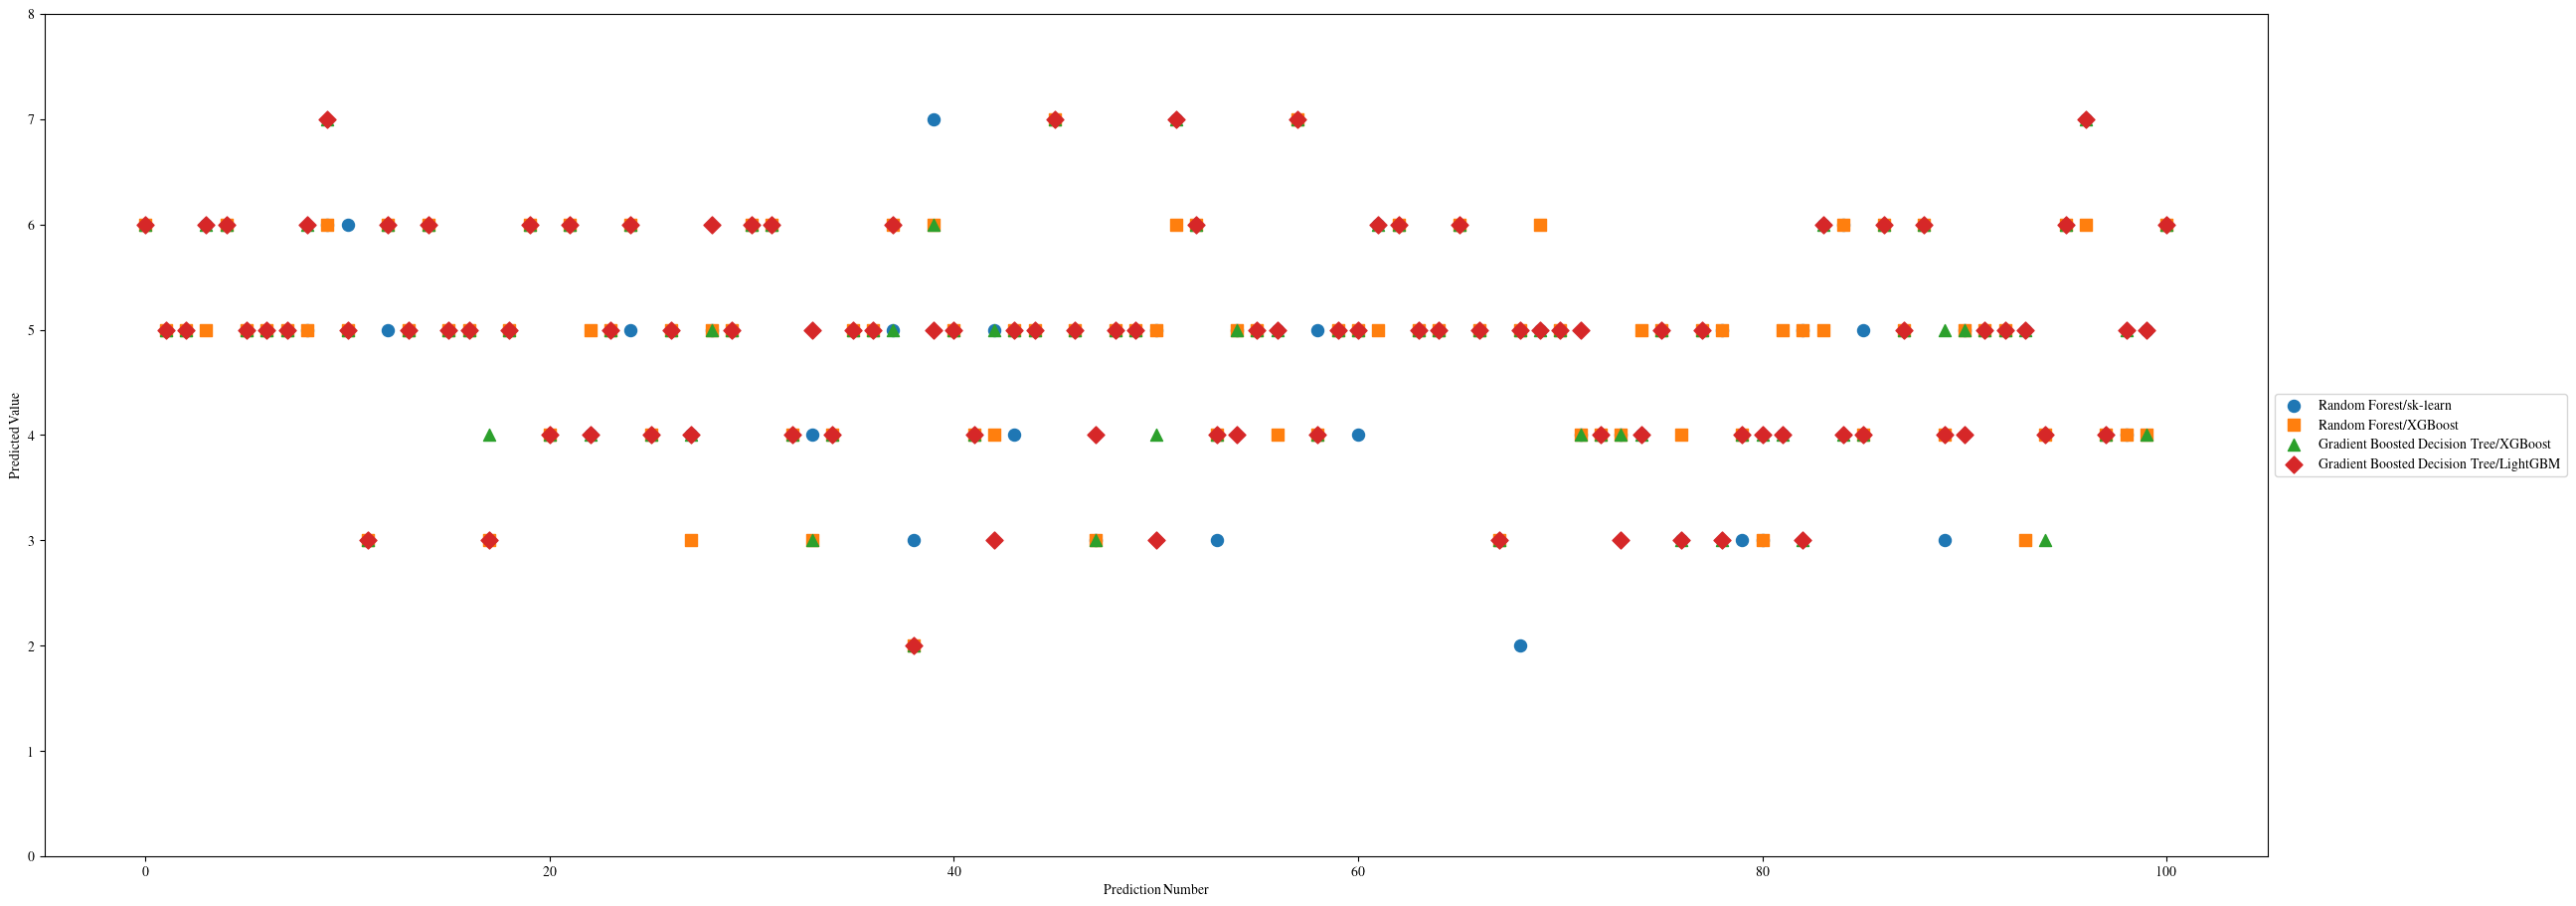 8
7
6
5
4
3
2
1
0
Predicted Value
0 20 40 60 80 100
Prediction Number
Random Forest/sk-learn
Random Forest/XGBoost
Gradient Boosted Decision Tree/XGBoost
Gradient Boosted Decision Tree/LightGBM